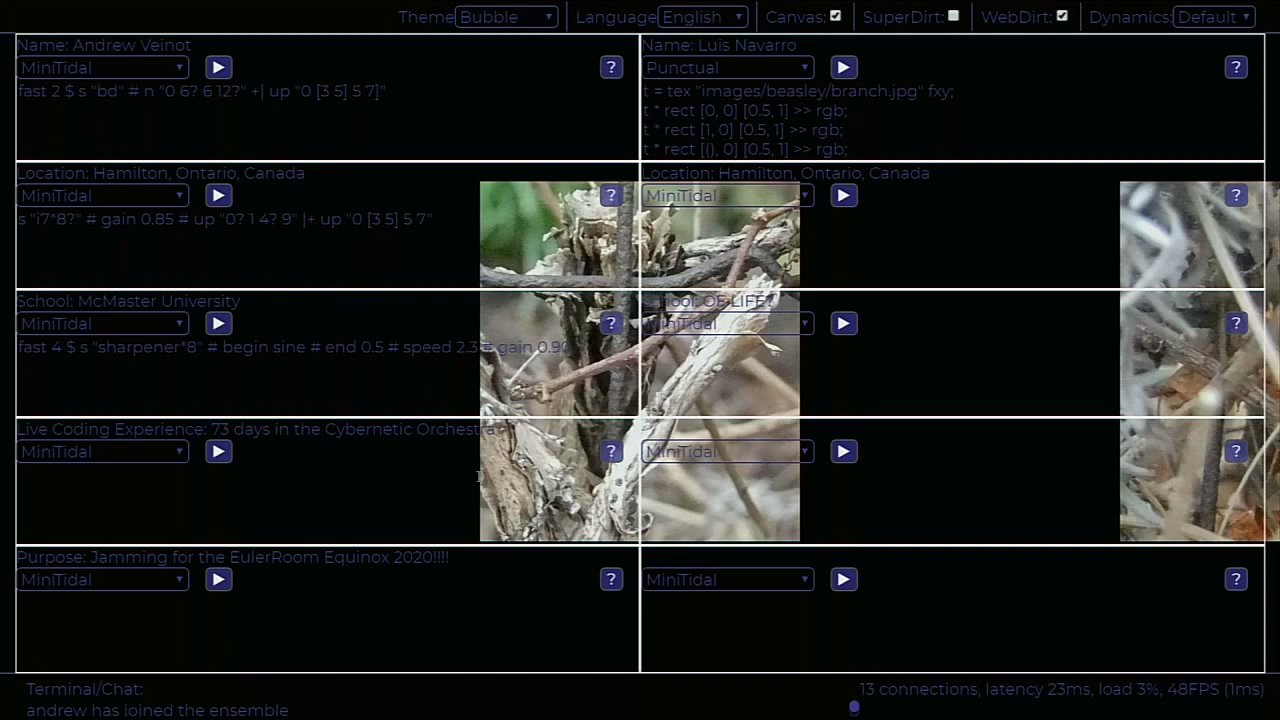 Theme Bubble Language English Canvas: SuperDirt: WebDirt: Dynamics: Default
Name: Andrew Veinot
MiniTidal ?
fast 2 $ s "bd" # n "0 6? 6 12?" +| up "0 [3 5] 5 7]"
Name: Luis Navarro
Punctual ?
t = tex "images/beasley/branch.jpg" fxy;
t * rect [0, 0] [0.5, 1] >> rgb;
t * rect [1, 0] [0.5, 1] >> rgb;
t * rect [(), 0] [0.5, 1] >> rgb;
Location: Hamilton, Ontario, Canada
MiniTidal ?
s "i7*8?" # gain 0.85 # up "0? 1 4? 9" |+ up "0 [3 5] 5 7"
Location: Hamilton, Ontario, Canada
MiniTidal ?
School: McMaster University
MiniTidal ?
fast 4 $ s "sharpener*8" # begin sine # end 0.5 # speed 2.3 # gain 0.90
School: OF LIFE?
MiniTidal ?
Live Coding Experience: 73 days in the Cybernetic Orchestra
MiniTidal ?
MiniTidal ?
Purpose: Jamming for the EulerRoom Equinox 2020!!!!
MiniTidal ?
MiniTidal ?
Terminal/Chat:
andrew has joined the ensemble
13 connections, latency 23ms, load 3%, 48FPS (1ms)